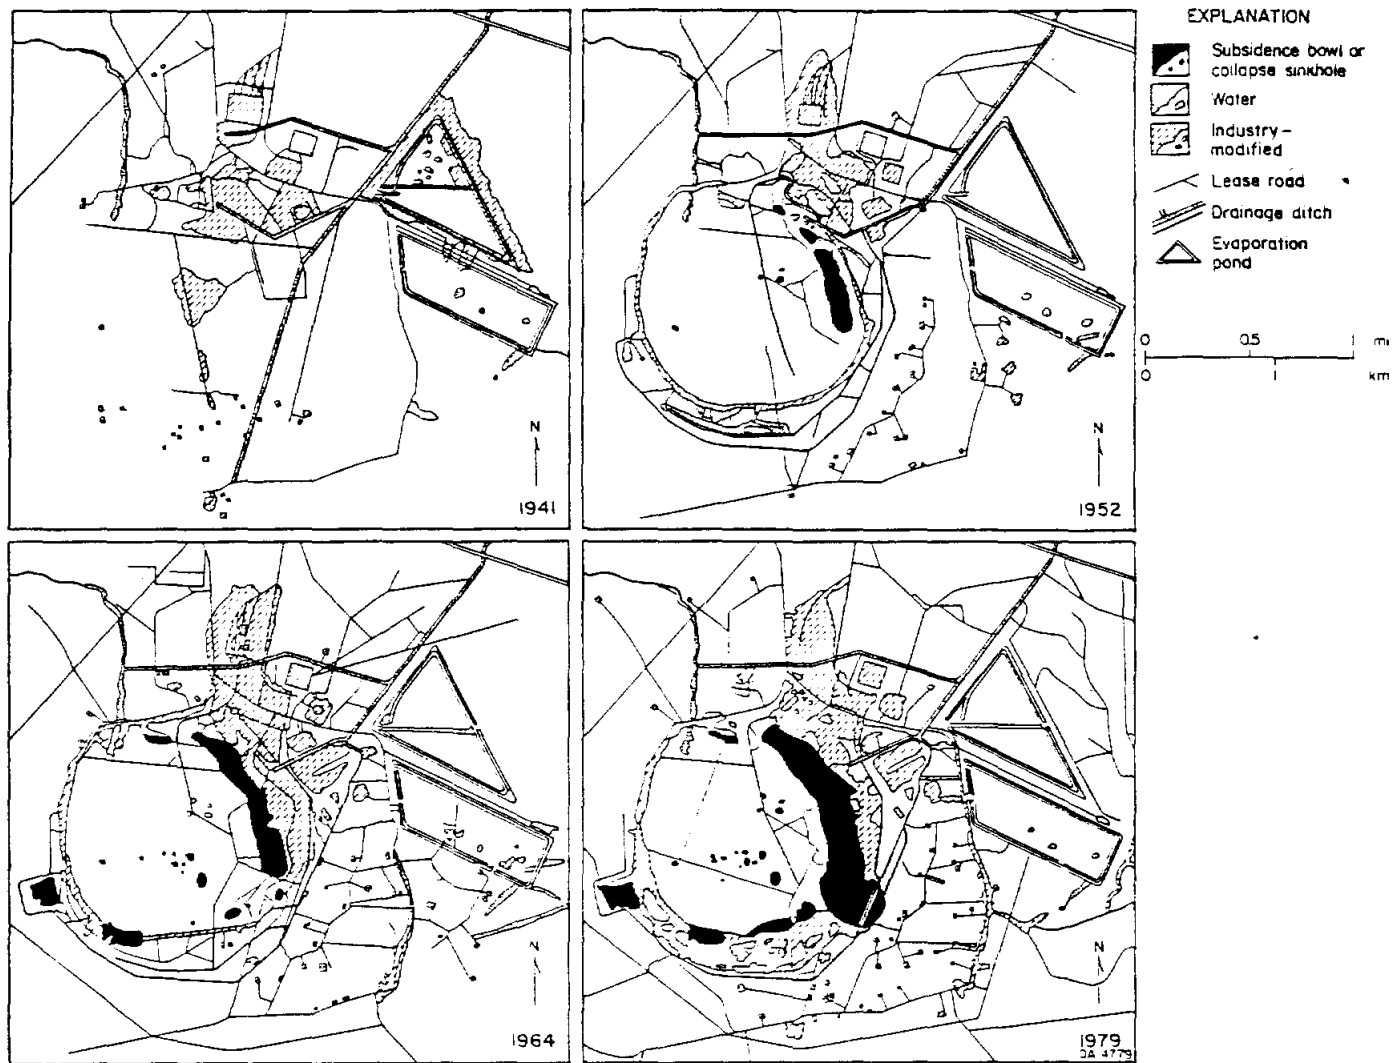 EXPLANATION
Subsidence bowl or
collapse sinkhole
Water
Industry-
modified
Lease road
Drainage ditch
Evaporation
pond
0 0.5 1 mi
0 1 km
N
1941
N
1952
N
1964
N
1979